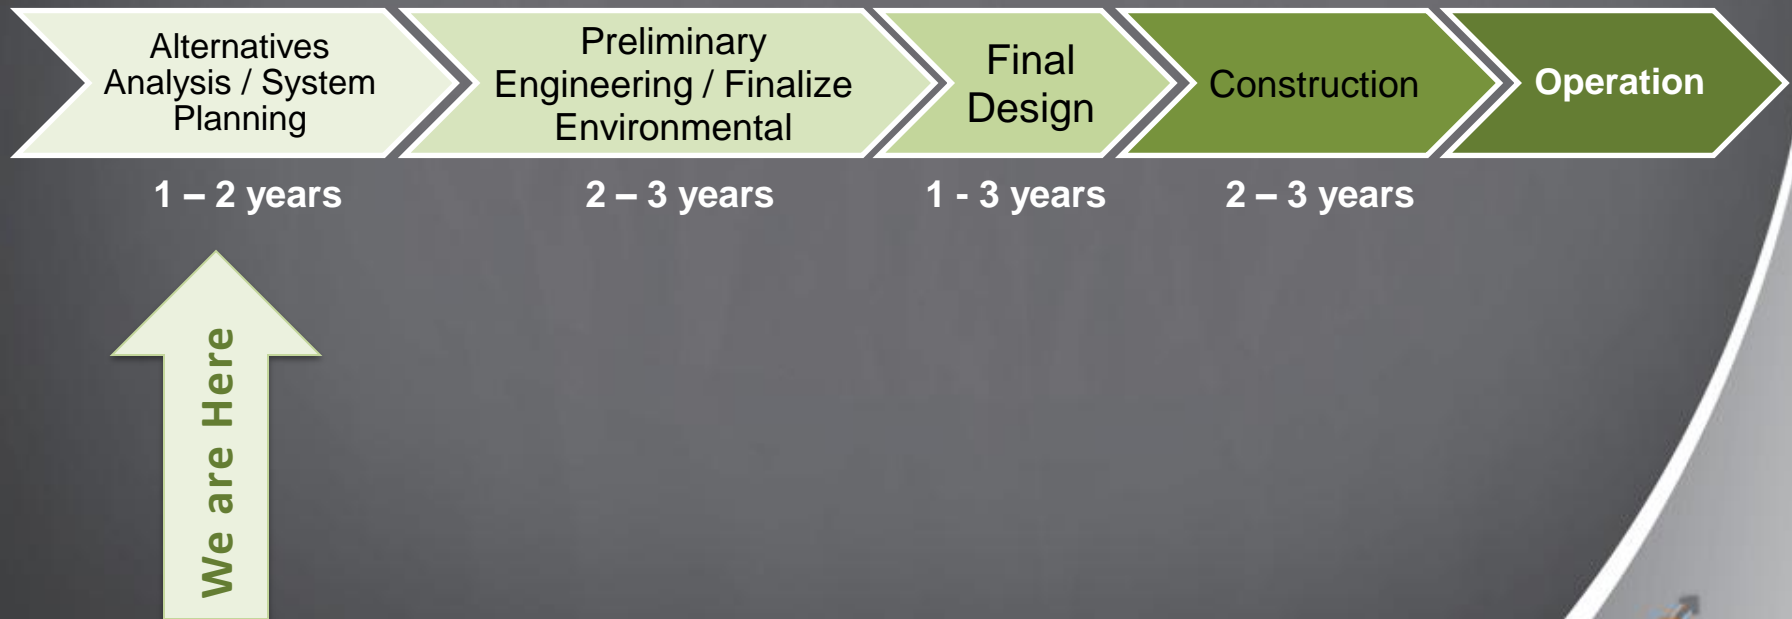 Alternatives
Analysis / System
Planning
Preliminary
Engineering / Finalize
Environmental
Final
Design
Construction
Operation
1 – 2 years
2 – 3 years
1 - 3 years
2 – 3 years
We are Here